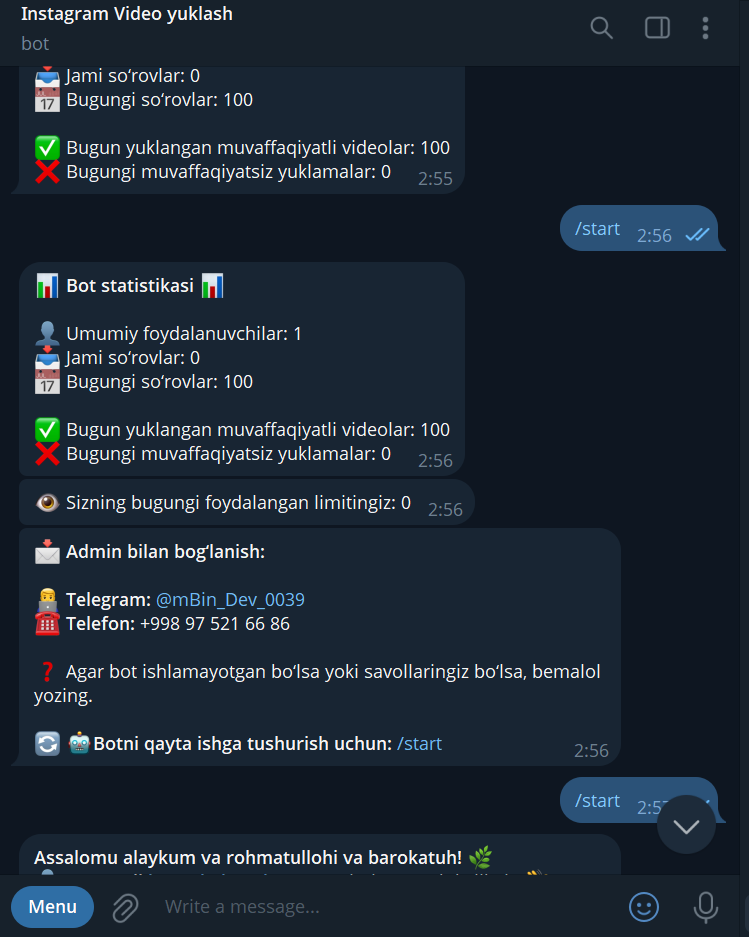 Instagram Video yuklash
bot
Jami so‘rovlar: 0
17 Bugungi so‘rovlar: 100
Bugun yuklangan muvaffaqiyatli videolar: 100
Bugungi muvaffaqiyatsiz yuklamalar: 0 2:55
/start 2:56
Bot statistikasi
Umumiy foydalanuvchilar: 1
Jami so‘rovlar: 0
17 Bugungi so‘rovlar: 100
Bugun yuklangan muvaffaqiyatli videolar: 100
Bugungi muvaffaqiyatsiz yuklamalar: 0 2:56
Sizning bugungi foydalangan limitingiz: 0 2:56
Admin bilan bog‘lanish:
Telegram: @mBin_Dev_0039
Telefon: +998 97 521 66 86
Agar bot ishlamayotgan bo‘lsa yoki savollaringiz bo‘lsa, bemalol
yozing.
Botni qayta ishga tushurish uchun: /start 2:56
/start
Assalomu alaykum va rohmatullohi va barokatuh!
Menu Write a message...